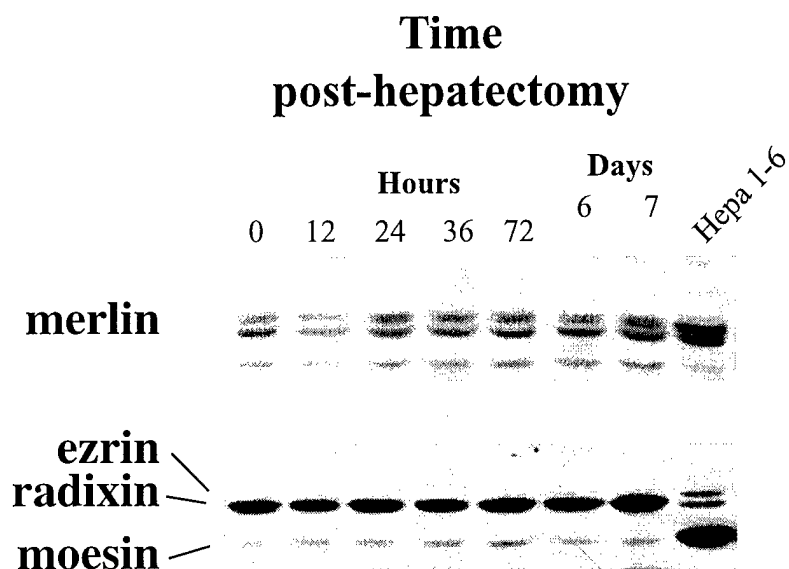 Time
post-hepatectomy
Hours
Days
0 12 24 36 72 6 7 Hepa 1-6
merlin
ezrin
radixin
moesin